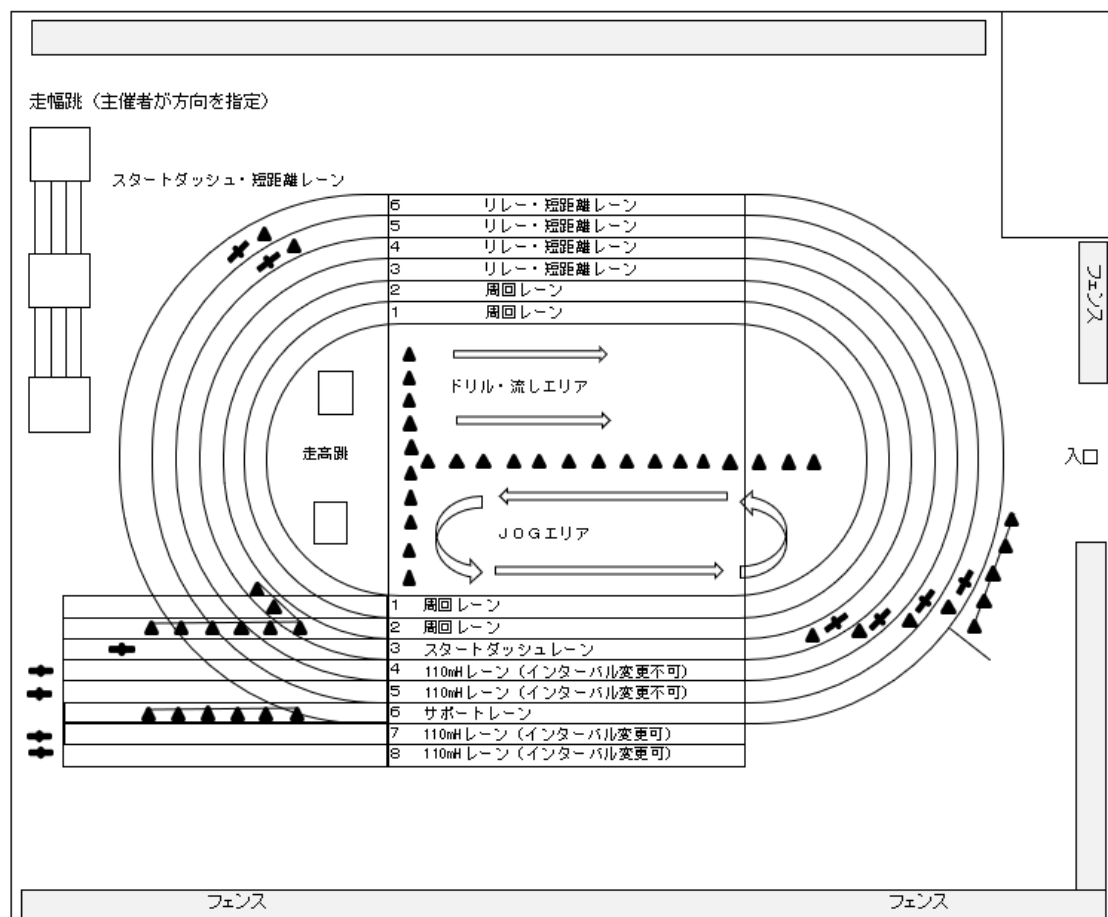 走幅跳（主催者が方向を指定）
スタートダッシュ・短距離レーン
6 リレー・短距離レーン
5 リレー・短距離レーン
4 リレー・短距離レーン
3 リレー・短距離レーン
2 周回レーン
1 周回レーン
フェンス
ドリル・流しエリア
走高跳
入口
ＪＯＧエリア
1 周回レーン
2 周回レーン
3 スタートダッシュレーン
4 110mHレーン（インターバル変更不可）
5 110mHレーン（インターバル変更不可）
6 サポートレーン
7 110mHレーン（インターバル変更可）
8 110mHレーン（インターバル変更可）
フェンス
フェンス